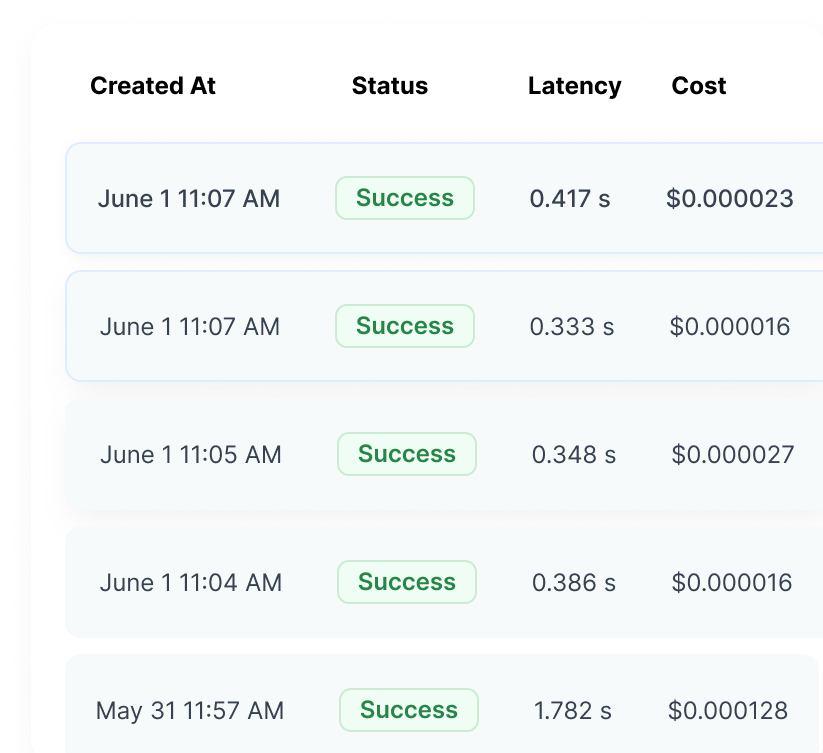 Created At Status Latency Cost
June 1 11:07 AM Success 0.417 s $0.000023
June 1 11:07 AM Success 0.333 s $0.000016
June 1 11:05 AM Success 0.348 s $0.000027
June 1 11:04 AM Success 0.386 s $0.000016
May 31 11:57 AM Success 1.782 s $0.000128